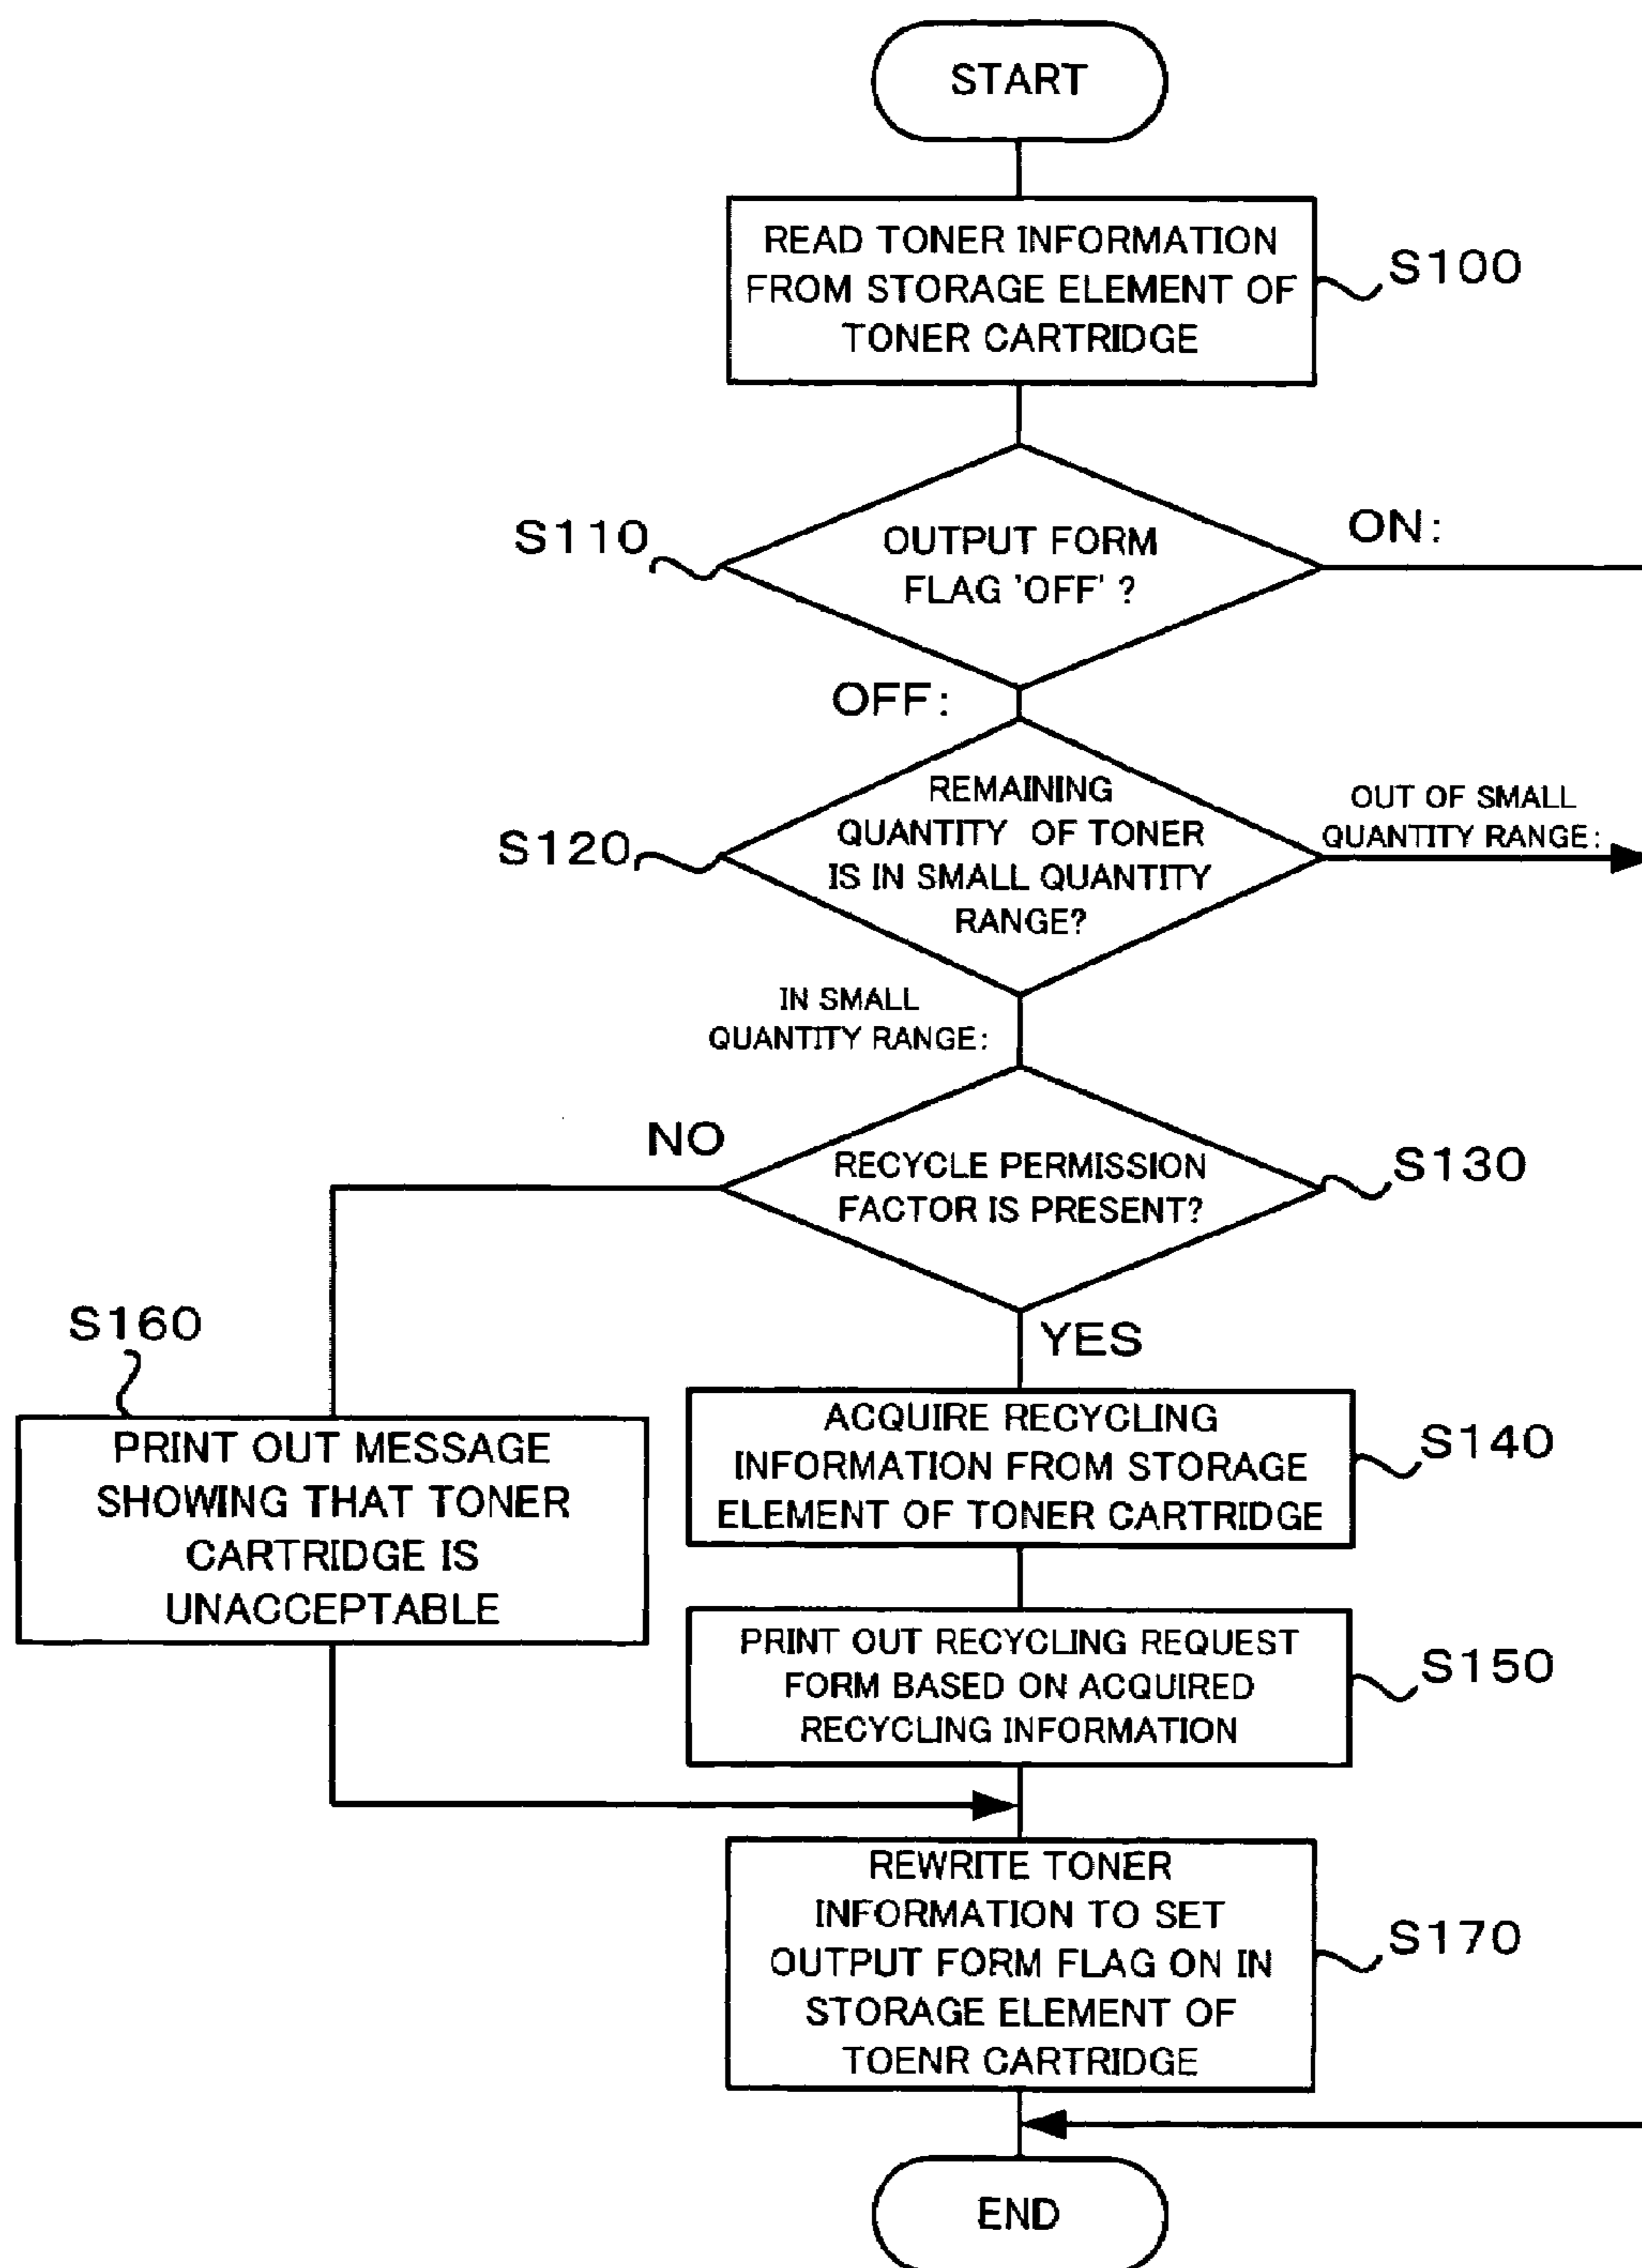 START
READ TONER INFORMATION
FROM STORAGE ELEMENT OF
TONER CARTRIDGE
S100
S110
OUTPUT FORM
FLAG 'OFF' ?
ON:
OFF:
S120
REMAINING
QUANTITY OF TONER
IS IN SMALL QUANTITY
RANGE?
OUT OF SMALL
QUANTITY RANGE:
IN SMALL
QUANTITY RANGE:
NO
RECYCLE PERMISSION
FACTOR IS PRESENT?
S130
YES
S160
PRINT OUT MESSAGE
SHOWING THAT TONER
CARTRIDGE IS
UNACCEPTABLE
ACQUIRE RECYCLING
INFORMATION FROM STORAGE
ELEMENT OF TONER CARTRIDGE
S140
PRINT OUT RECYCLING REQUEST
FORM BASED ON ACQUIRED
RECYCLING INFORMATION
S150
REWRITE TONER
INFORMATION TO SET
OUTPUT FORM FLAG ON IN
STORAGE ELEMENT OF
TOENR CARTRIDGE
S170
END